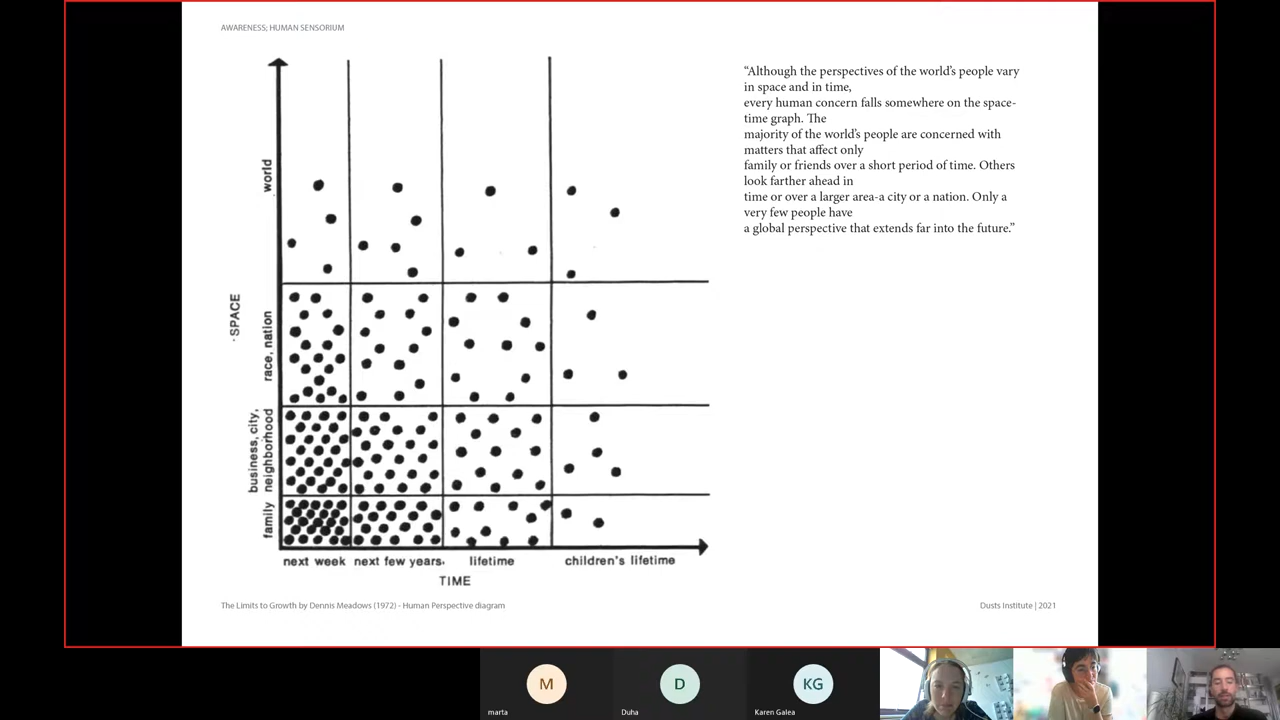 AWARENESS; HUMAN SENSORIUM
“Although the perspectives of the world’s people vary
in space and in time,
every human concern falls somewhere on the space-
time graph. The
majority of the world’s people are concerned with
matters that affect only
family or friends over a short period of time. Others
look farther ahead in
time or over a larger area-a city or a nation. Only a
very few people have
a global perspective that extends far into the future.”
SPACE
world
race, nation
business, city,
neighborhood
family
next week
next few years
lifetime
children's lifetime
TIME
The Limits to Growth by Dennis Meadows (1972) - Human Perspective diagram
Dusts Institute | 2021
M
marta
D
Duha
KG
Karen Galea